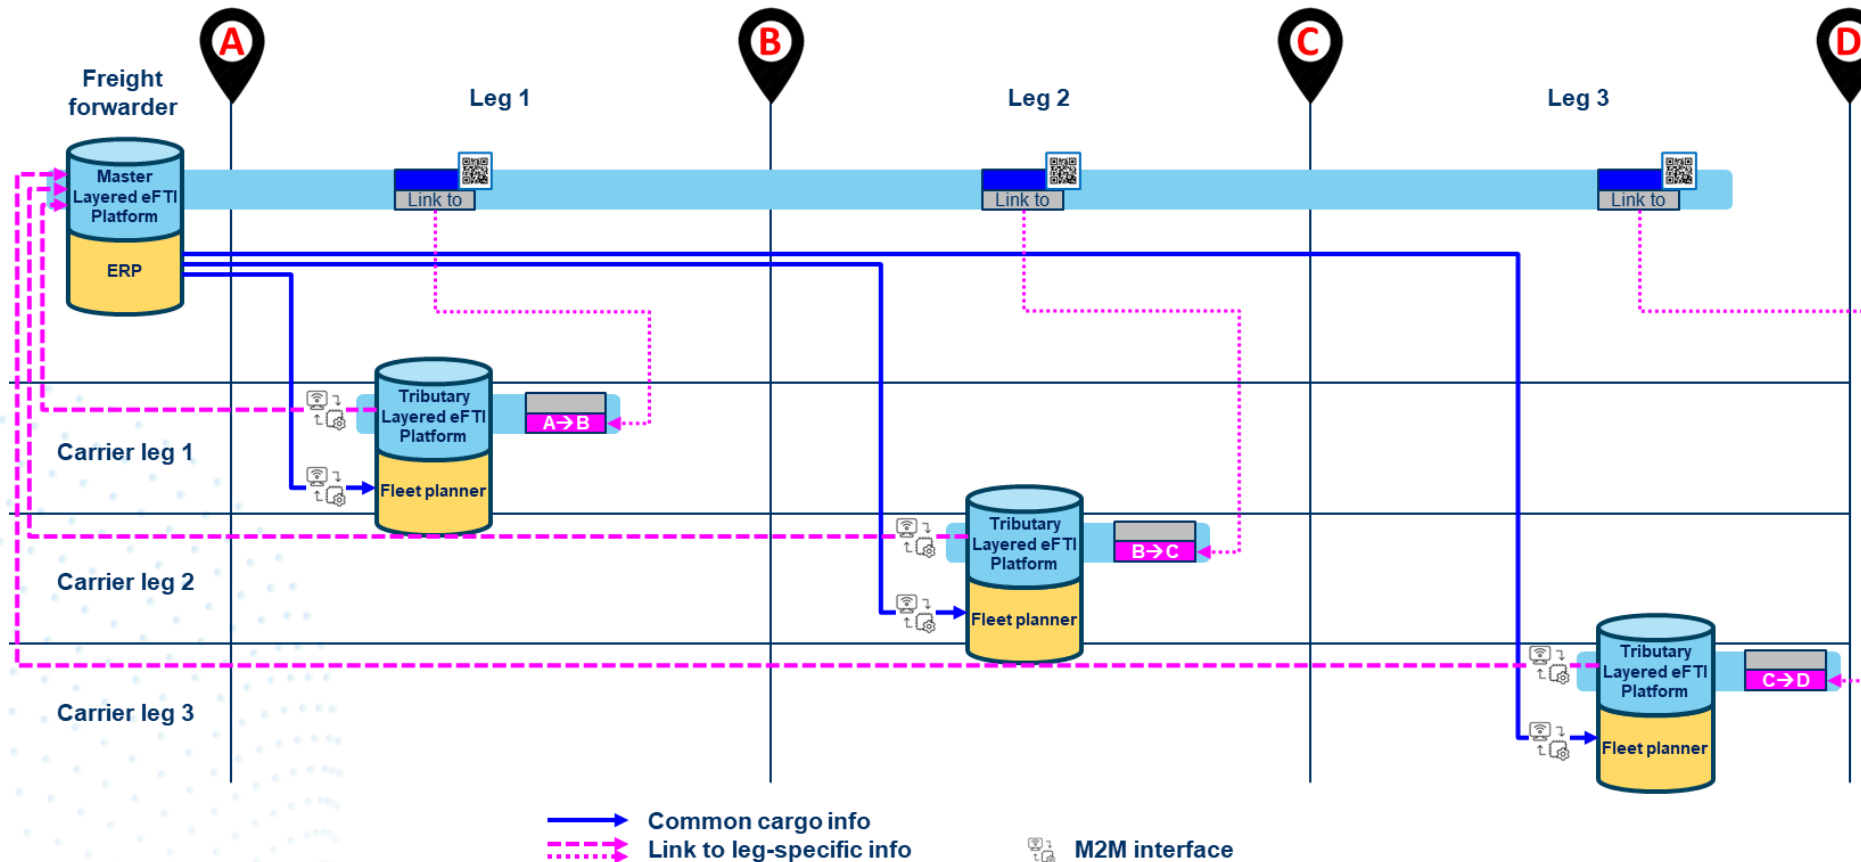 A
B
C
D
Freight
forwarder
Leg 1
Leg 2
Leg 3
Master
Layered eFTI
Platform
ERP
Link to
Link to
Link to
Carrier leg 1
Tributary
Layered eFTI
Platform
Fleet planner
A→B
Carrier leg 2
Tributary
Layered eFTI
Platform
Fleet planner
B→C
Carrier leg 3
Tributary
Layered eFTI
Platform
Fleet planner
C→D
Common cargo info
Link to leg-specific info
M2M interface